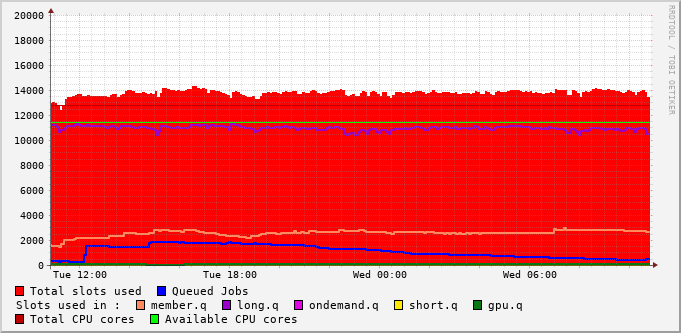 20000
18000
16000
14000
12000
10000
8000
6000
4000
2000
0
Tue 12:00 Tue 18:00 Wed 00:00 Wed 06:00
RRDTOOL / TOBI OETIKER
Total slots used Queued Jobs
Slots used in : member.q long.q ondemand.q short.q gpu.q
Total CPU cores Available CPU cores